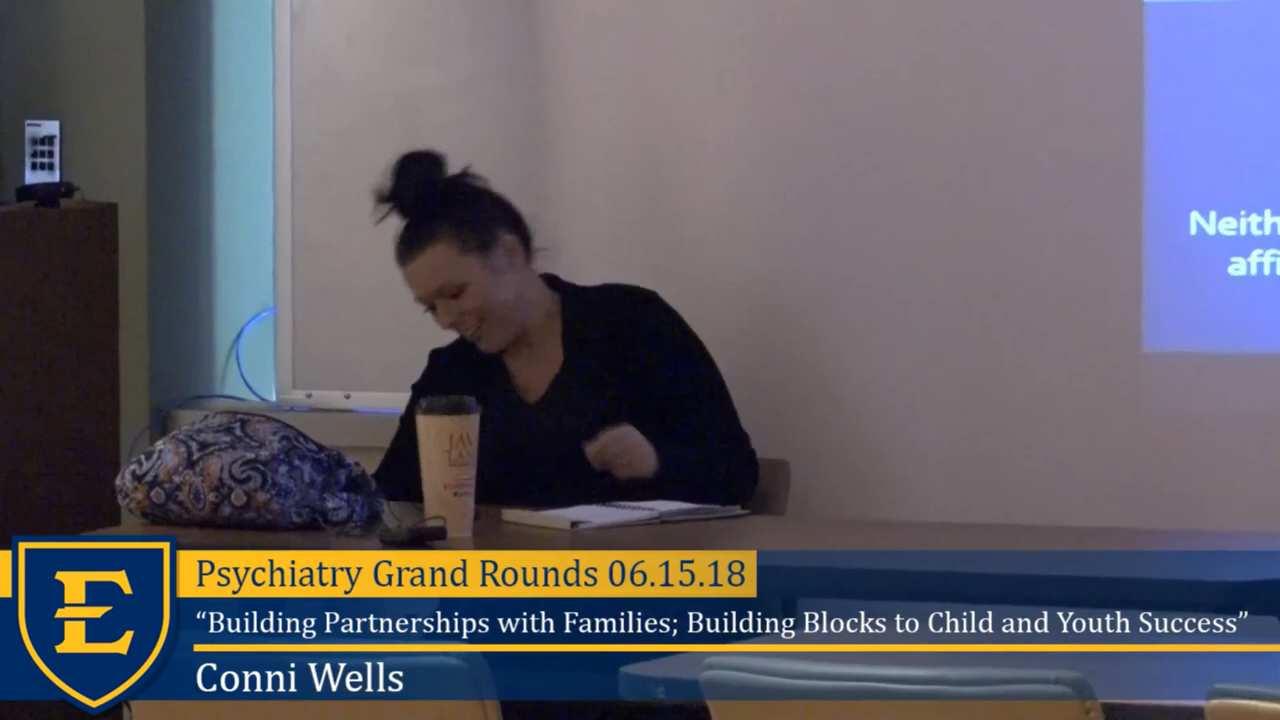 Neith
affi
Psychiatry Grand Rounds 06.15.18
“Building Partnerships with Families; Building Blocks to Child and Youth Success”
E
Conni Wells